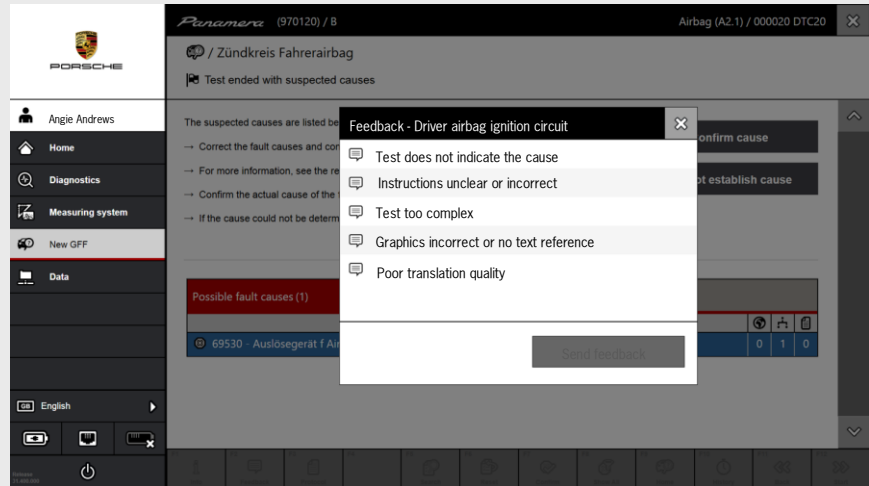 Panamera (970120) / B
Airbag (A2.1) / 000020 DTC20
PORSCHE
/ Zündkreis Fahrerairbag
Test ended with suspected causes
Angie Andrews
Home
Diagnostics
Measuring system
New GFF
Data
The suspected causes are listed be
→ Correct the fault causes and con
→ For more information, see the re
→ Confirm the actual cause of the
→ If the cause could not be determ
onfirm cause
ot establish cause
Feedback - Driver airbag ignition circuit
Test does not indicate the cause
Instructions unclear or incorrect
Test too complex
Graphics incorrect or no text reference
Poor translation quality
Send feedback
Possible fault causes (1)
69530 - Auslösegerät f Air
0 1 0
GB English